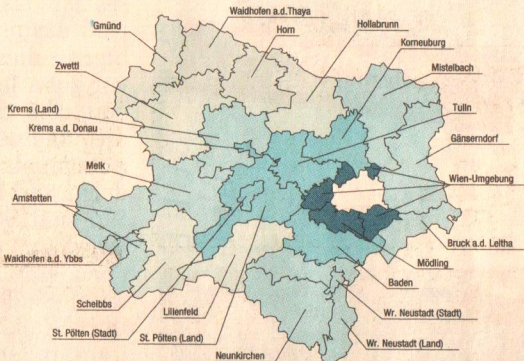 Waidhofen a.d.Thaya
Gmünd
Horn
Hollabrunn
Korneuburg
Zwettl
Mistelbach
Krems (Land)
Tulln
Krems a.d. Donau
Gänserndorf
Melk
Wien-Umgebung
Amstetten
Bruck a.d. Leitha
Waidhofen a.d. Ybbs
Mödling
Scheibbs
Baden
Lilienfeld
Wr. Neustadt (Stadt)
St. Pölten (Stadt)
St. Pölten (Land)
Wr. Neustadt (Land)
Neunkirchen